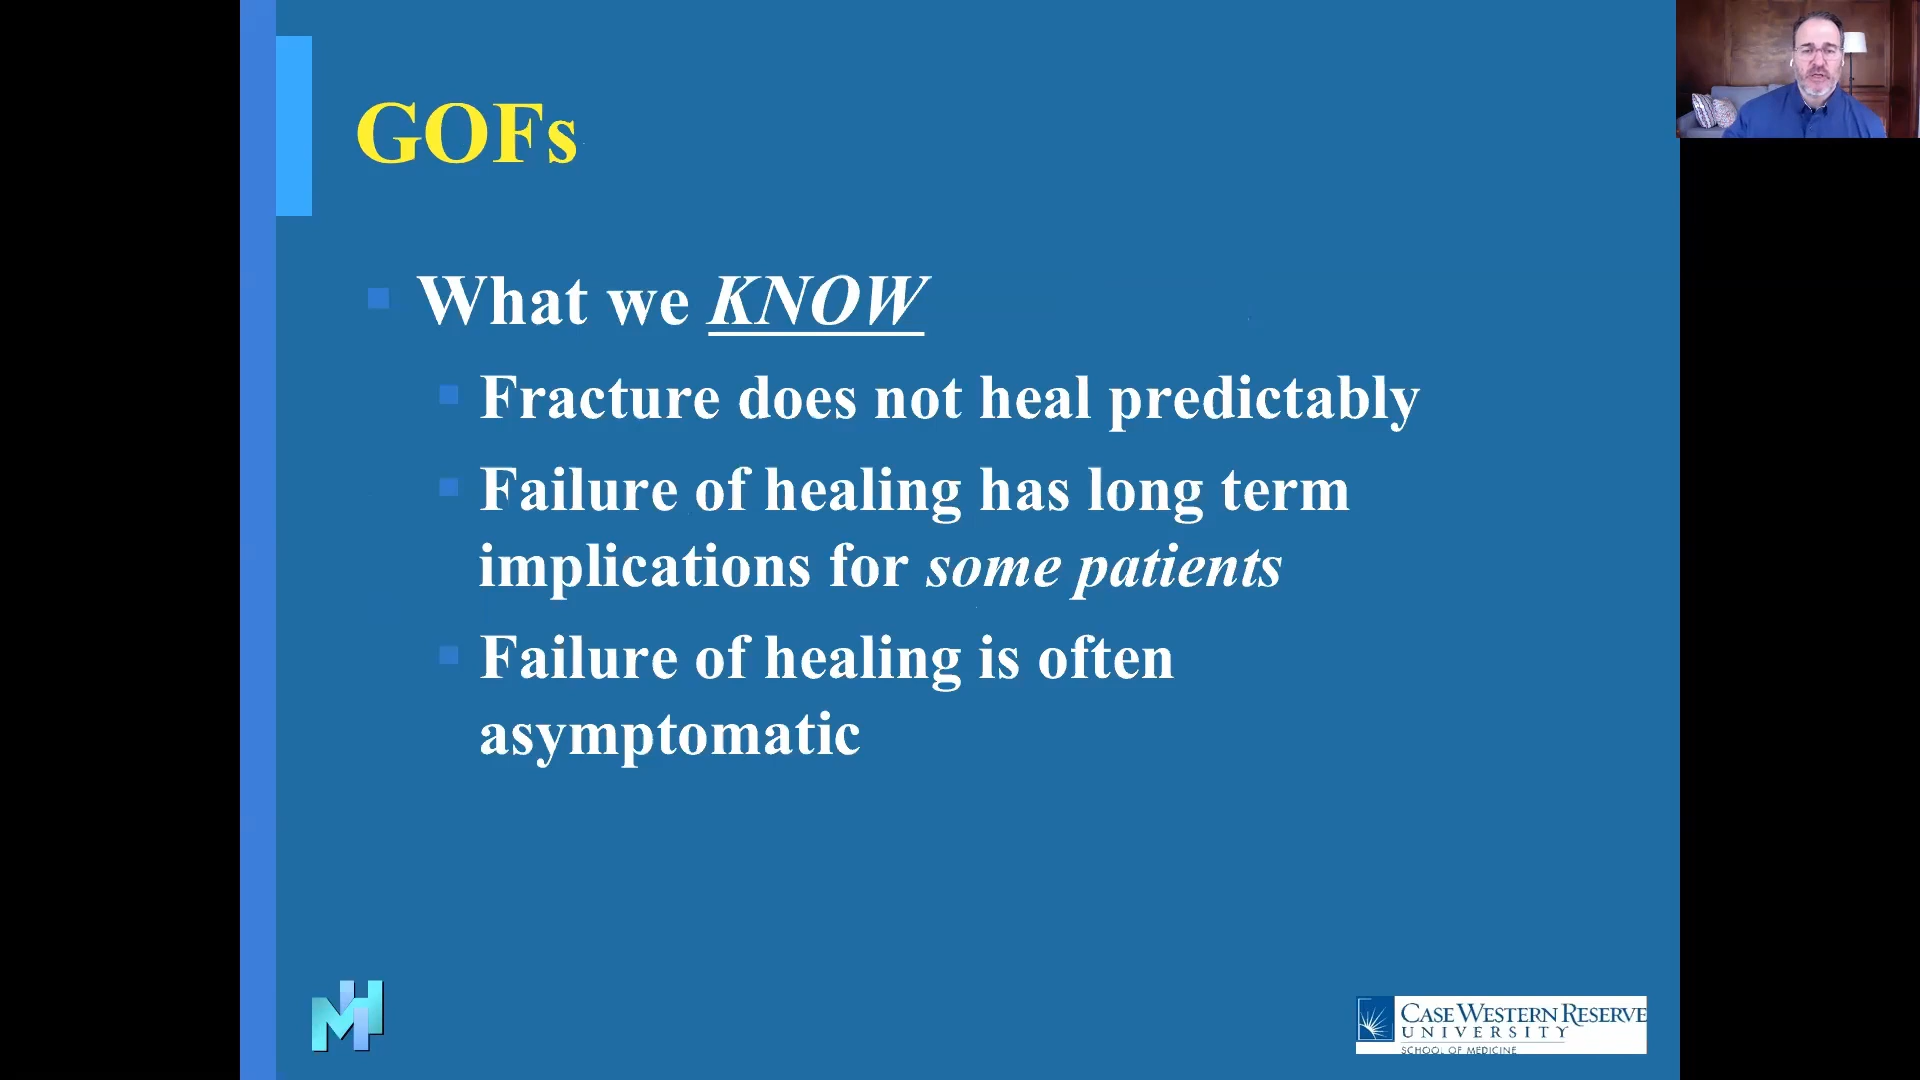 GOFs
What we KNOW
Fracture does not heal predictably
Failure of healing has long term
implications for some patients
Failure of healing is often
asymptomatic
MH
CASE WESTERN RESERVE
UNIVERSITY
SCHOOL OF MEDICINE